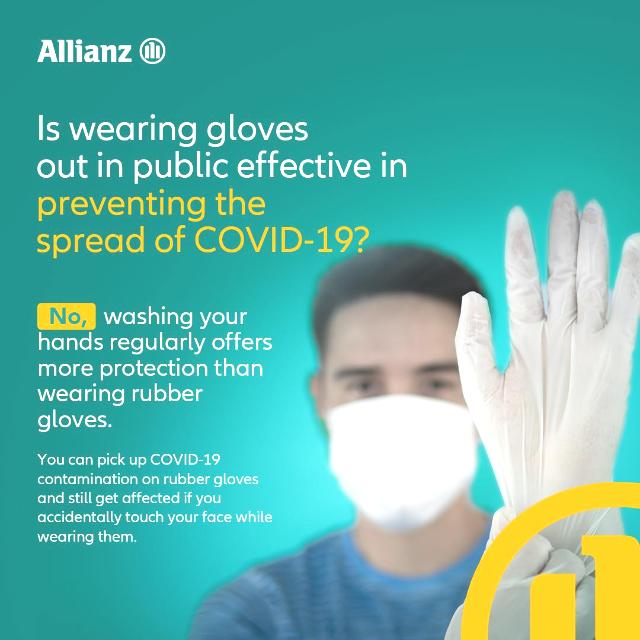 Allianz
Is wearing gloves
out in public effective in
preventing the
spread of COVID-19?
No, washing your
hands regularly offers
more protection than
wearing rubber
gloves.
You can pick up COVID-19
contamination on rubber gloves
and still get affected if you
accidentally touch your face while
wearing them.